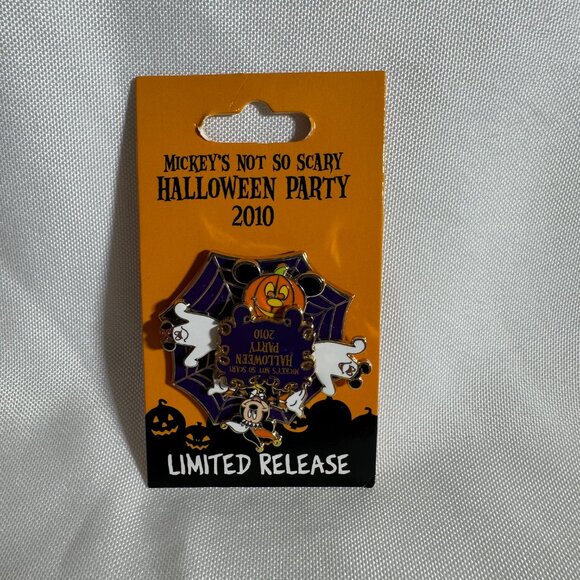 MICKEY'S NOT SO SCARY
HALLOWEEN PARTY
2010
MICKEY'S NOT SO SCARY
HALLOWEEN
PARTY
2010
LIMITED RELEASE